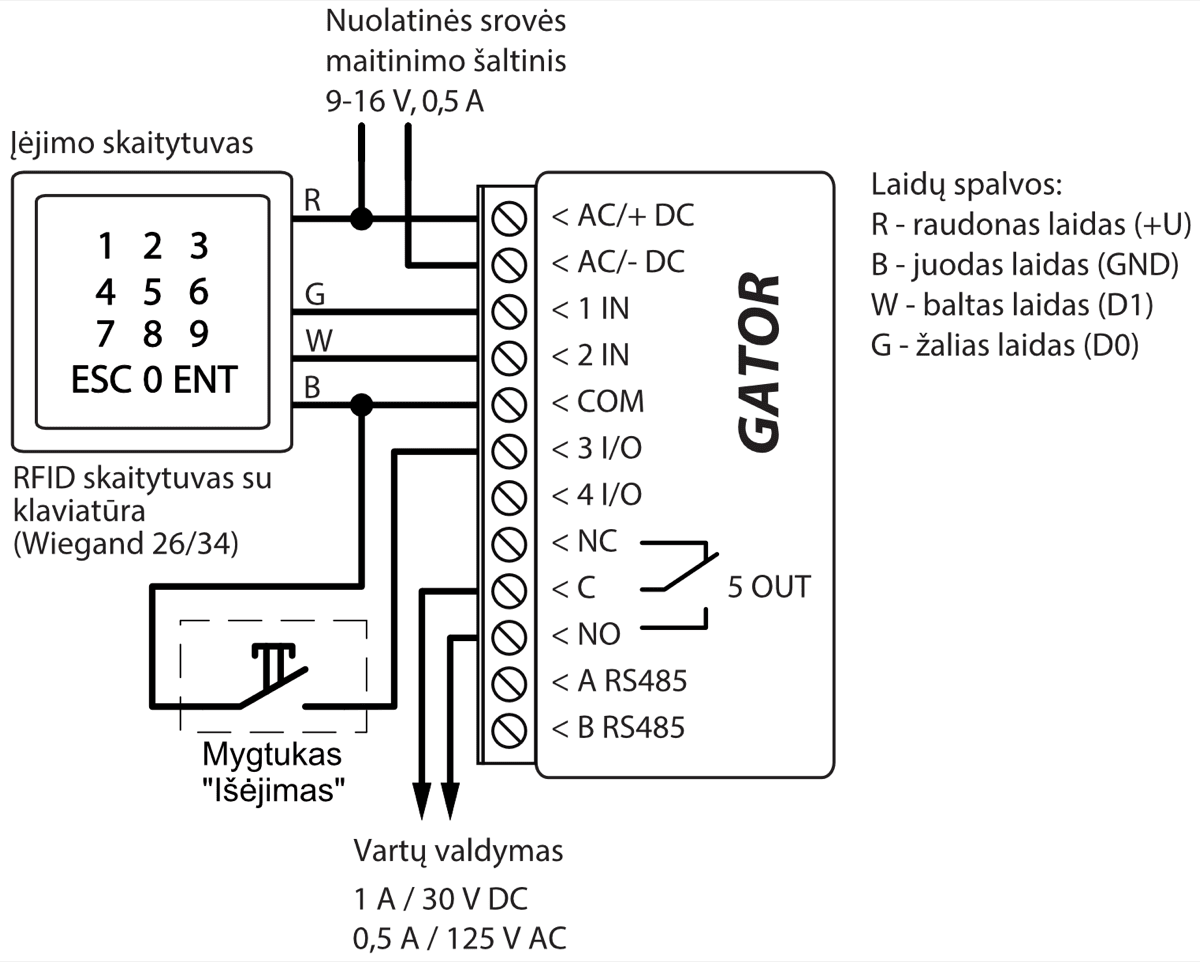 Nuolatinės srovės
maitinimo šaltinis
9-16 V, 0,5 A
Įėjimo skaitytuvas
1 2 3
4 5 6
7 8 9
ESC 0 ENT
RFID skaitytuvas su
klaviatūra
(Wiegand 26/34)
R
G
W
B
< AC/+ DC
< AC/- DC
< 1 IN
< 2 IN
< COM
< 3 I/O
< 4 I/O
< NC
< C
< NO
< A RS485
< B RS485
5 OUT
GATOR
Laidų spalvos:
R - raudonas laidas (+U)
B - juodas laidas (GND)
W - baltas laidas (D1)
G - žalias laidas (D0)
Mygtukas
"Išėjimas"
Vartų valdymas
1 A / 30 V DC
0,5 A / 125 V AC